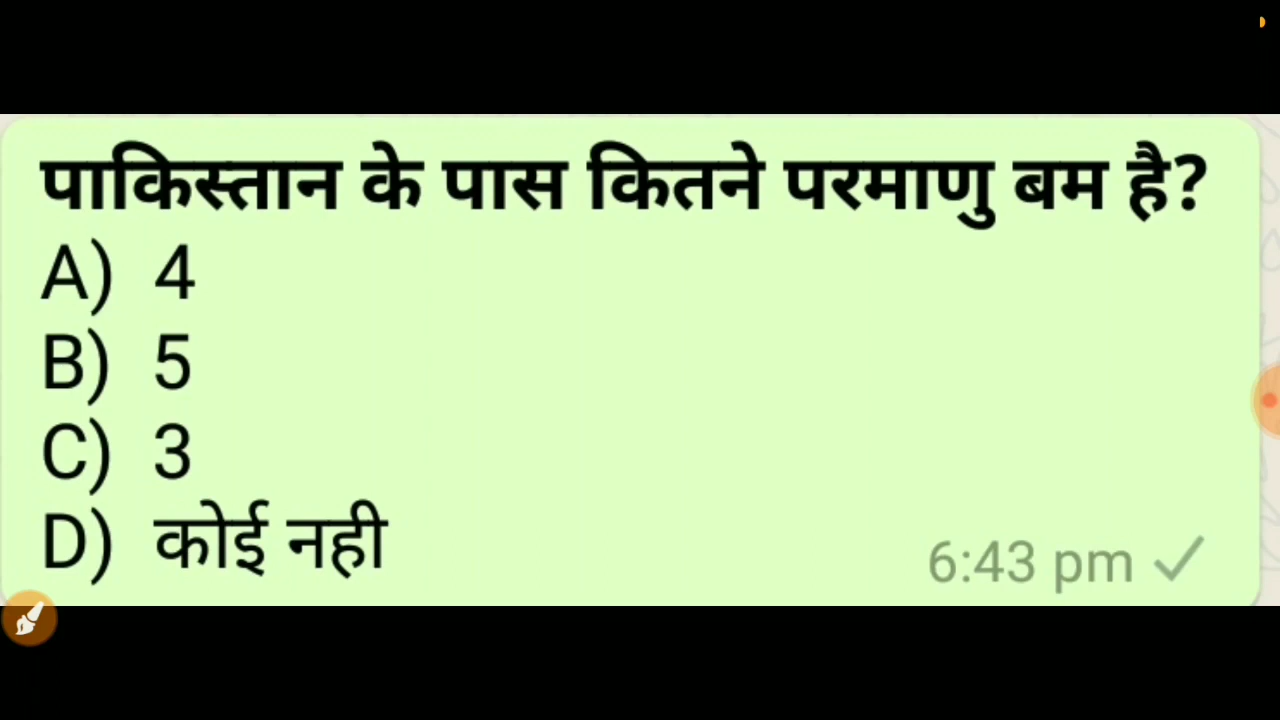 पाकिस्तान के पास कितने परमाणु बम है?
A) 4
B) 5
C) 3
D) कोई नही
6:43 pm